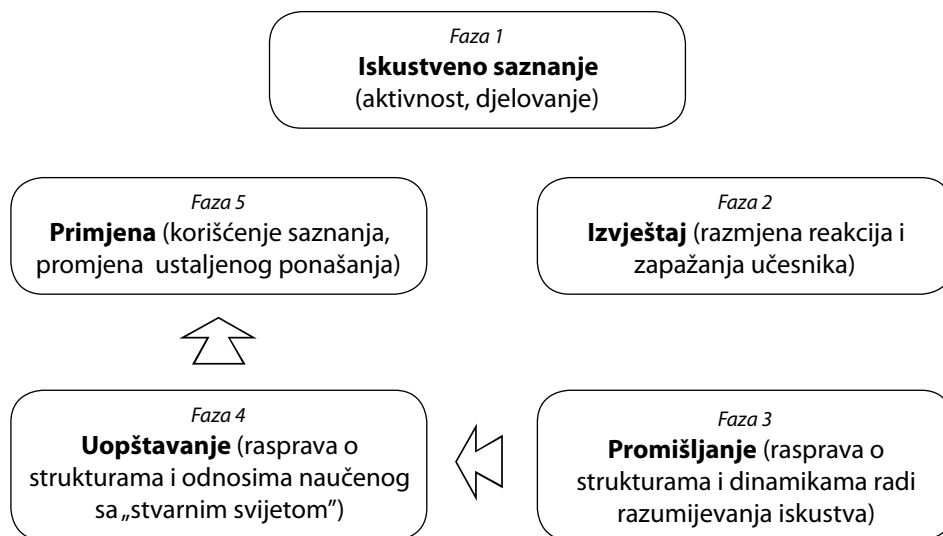 Faza 1
Iskustveno saznanje
(aktivnost, djelovanje)
Faza 5
Primjena (korišćenje saznanja,
promjena ustaljenog ponašanja)
Faza 2
Izvještaj (razmjena reakcija i
zapažanja učesnika)
Faza 4
Uopštavanje (rasprava o
strukturama i odnosima naučenog
sa „stvarnim svijetom”)
Faza 3
Promišljanje (rasprava o
strukturama i dinamikama radi
razumijevanja iskustva)